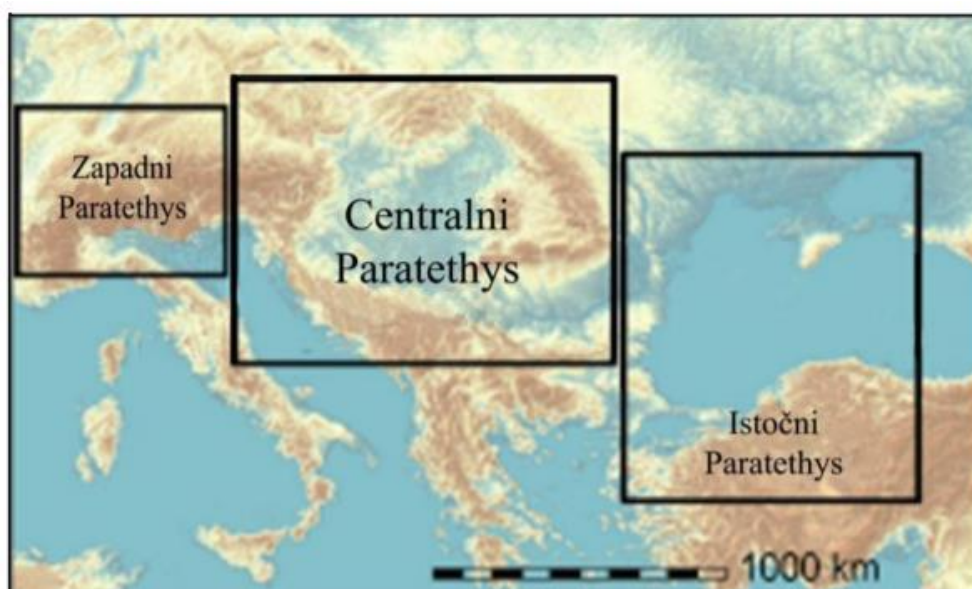 Zapadni
Paratethys
Centralni
Paratethys
Istočni
Paratethys
1000 km